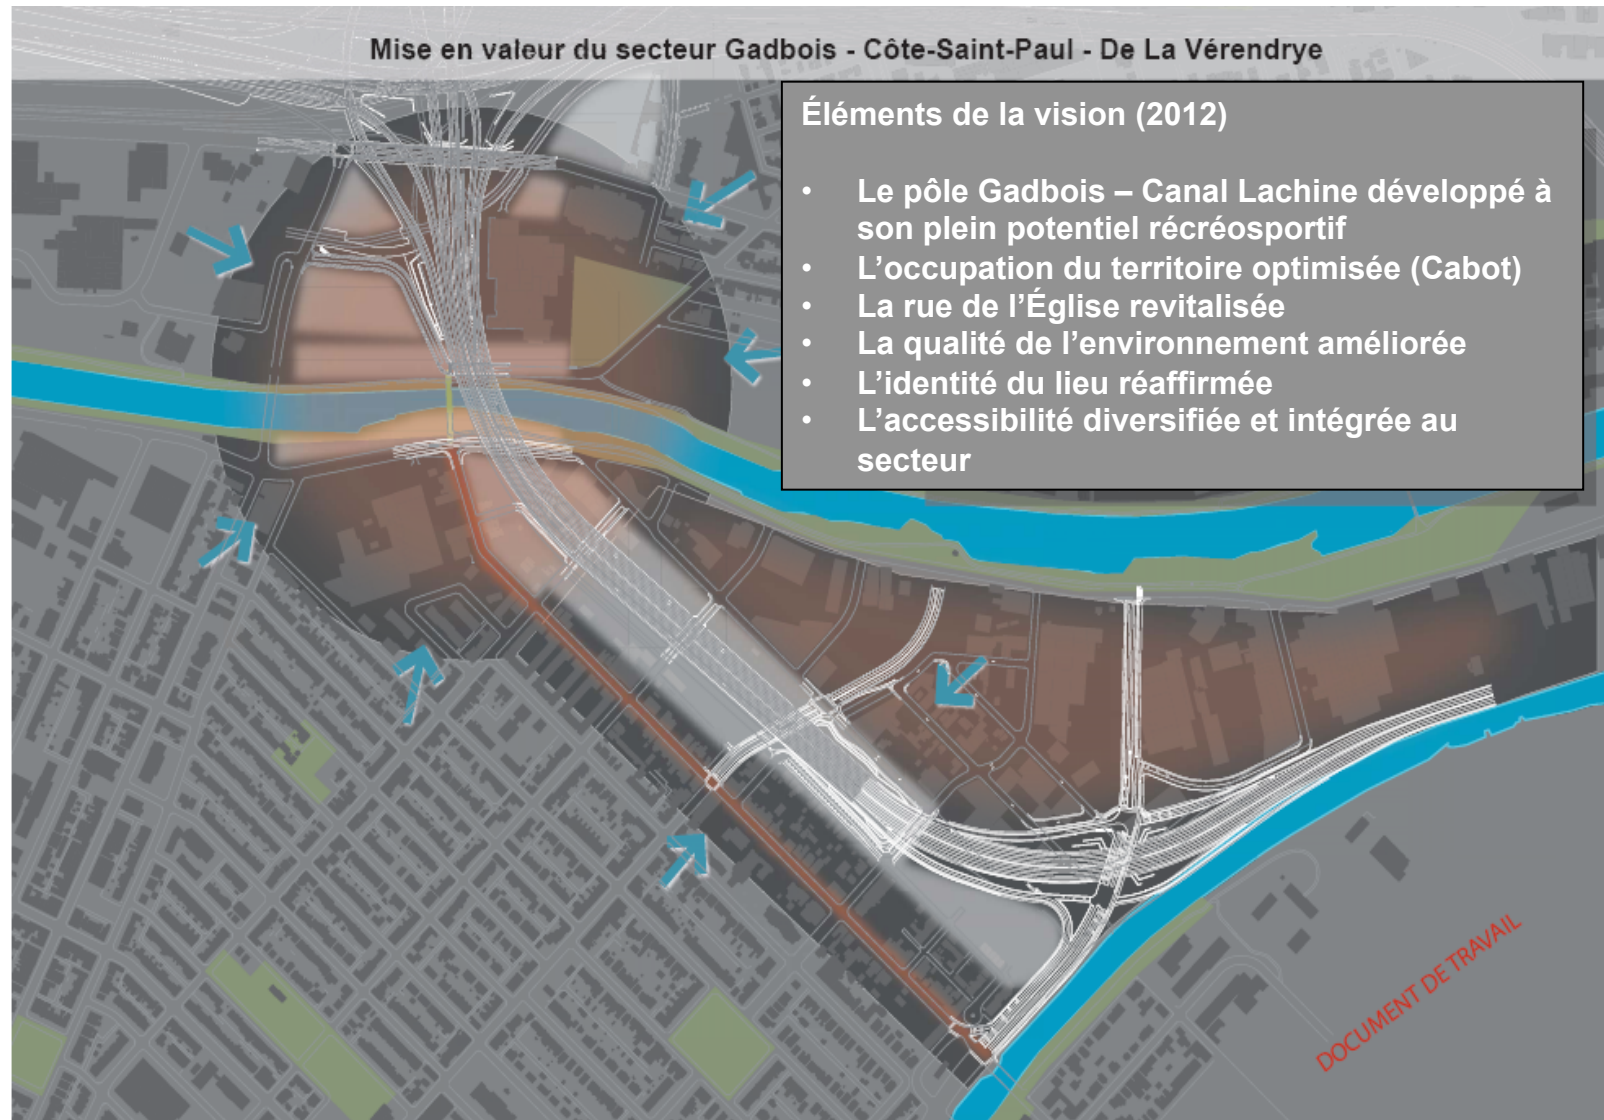 Mise en valeur du secteur Gadbois - Côte-Saint-Paul - De La Vérendrye
Éléments de la vision (2012)
• Le pôle Gadbois – Canal Lachine développé à
son plein potentiel récréosportif
• L’occupation du territoire optimisée (Cabot)
• La rue de l’Église revitalisée
• La qualité de l’environnement améliorée
• L’identité du lieu réaffirmée
• L’accessibilité diversifiée et intégrée au
secteur
DOCUMENT DE TRAVAIL